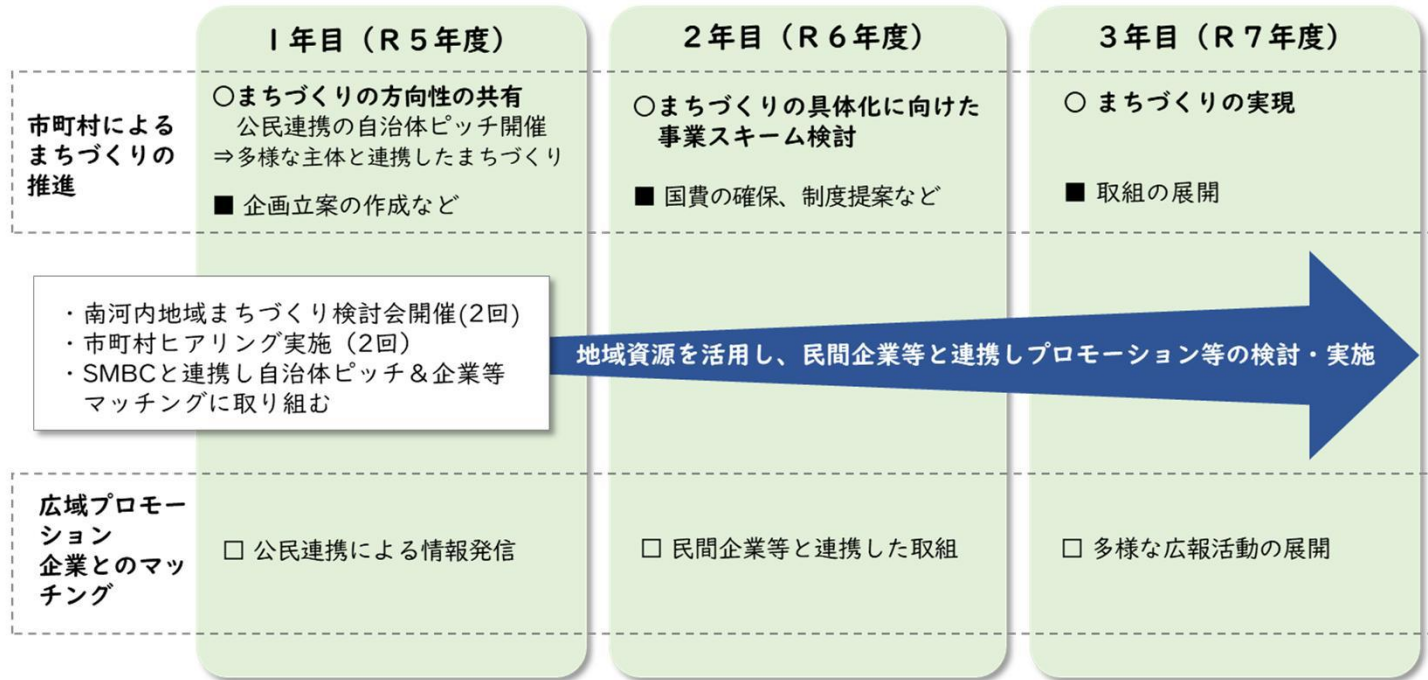 1年目（R5年度）
2年目（R6年度）
3年目（R7年度）
市町村による
まちづくりの
推進
○まちづくりの方向性の共有
公民連携の自治体ピッチ開催
⇒多様な主体と連携したまちづくり
■ 企画立案の作成など
○まちづくりの具体化に向けた
事業スキーム検討
■ 国費の確保、制度提案など
○ まちづくりの実現
■ 取組の展開
・南河内地域まちづくり検討会開催(2回)
・市町村ヒアリング実施（2回）
・SMBCと連携し自治体ピッチ＆企業等
マッチングに取り組む
地域資源を活用し、民間企業等と連携しプロモーション等の検討・実施
広域プロモー
ション
企業とのマッ
チング
□ 公民連携による情報発信
□ 民間企業等と連携した取組
□ 多様な広報活動の展開